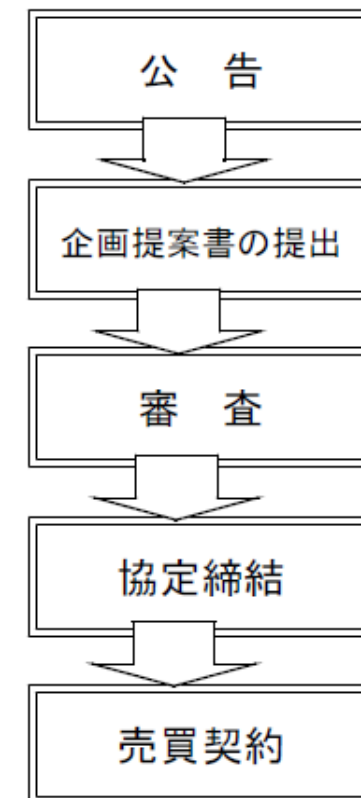 公　告
企画提案書の提出
審　査
協定締結
売買契約